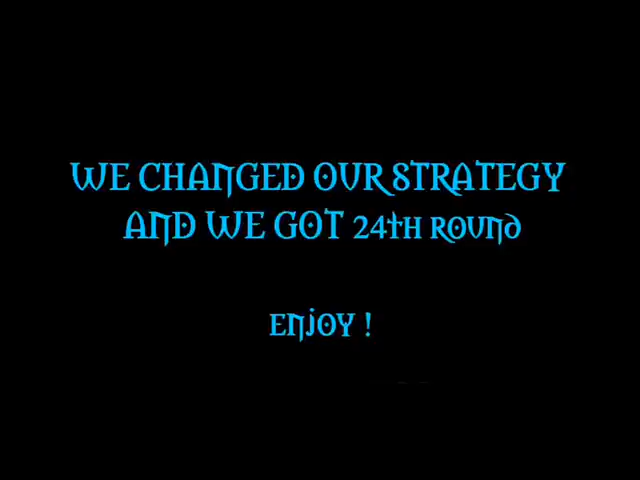 WE CHANGED OUR STRATEGY
AND WE GOT 24TH ROUND
ENJOY !